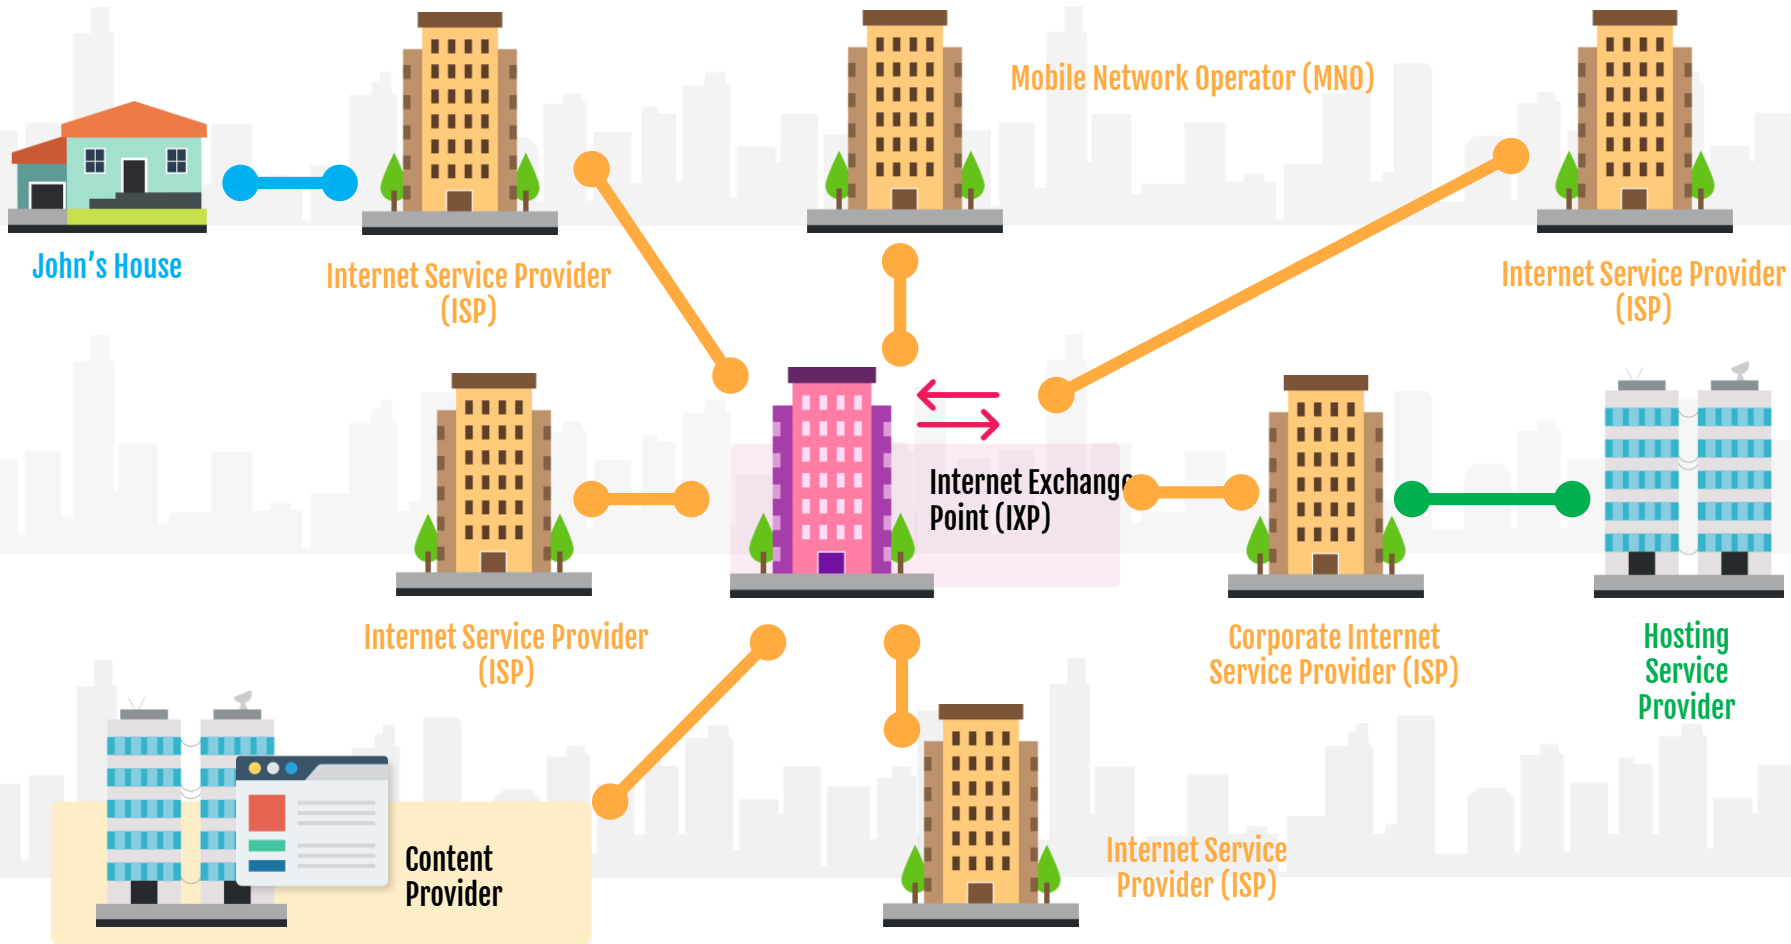 Mobile Network Operator (MNO)
John's House
Internet Service Provider
(ISP)
Internet Service Provider
(ISP)
Internet Exchange
Point (IXP)
Internet Service Provider
(ISP)
Corporate Internet
Service Provider (ISP)
Hosting
Service
Provider
Content
Provider
Internet Service
Provider (ISP)